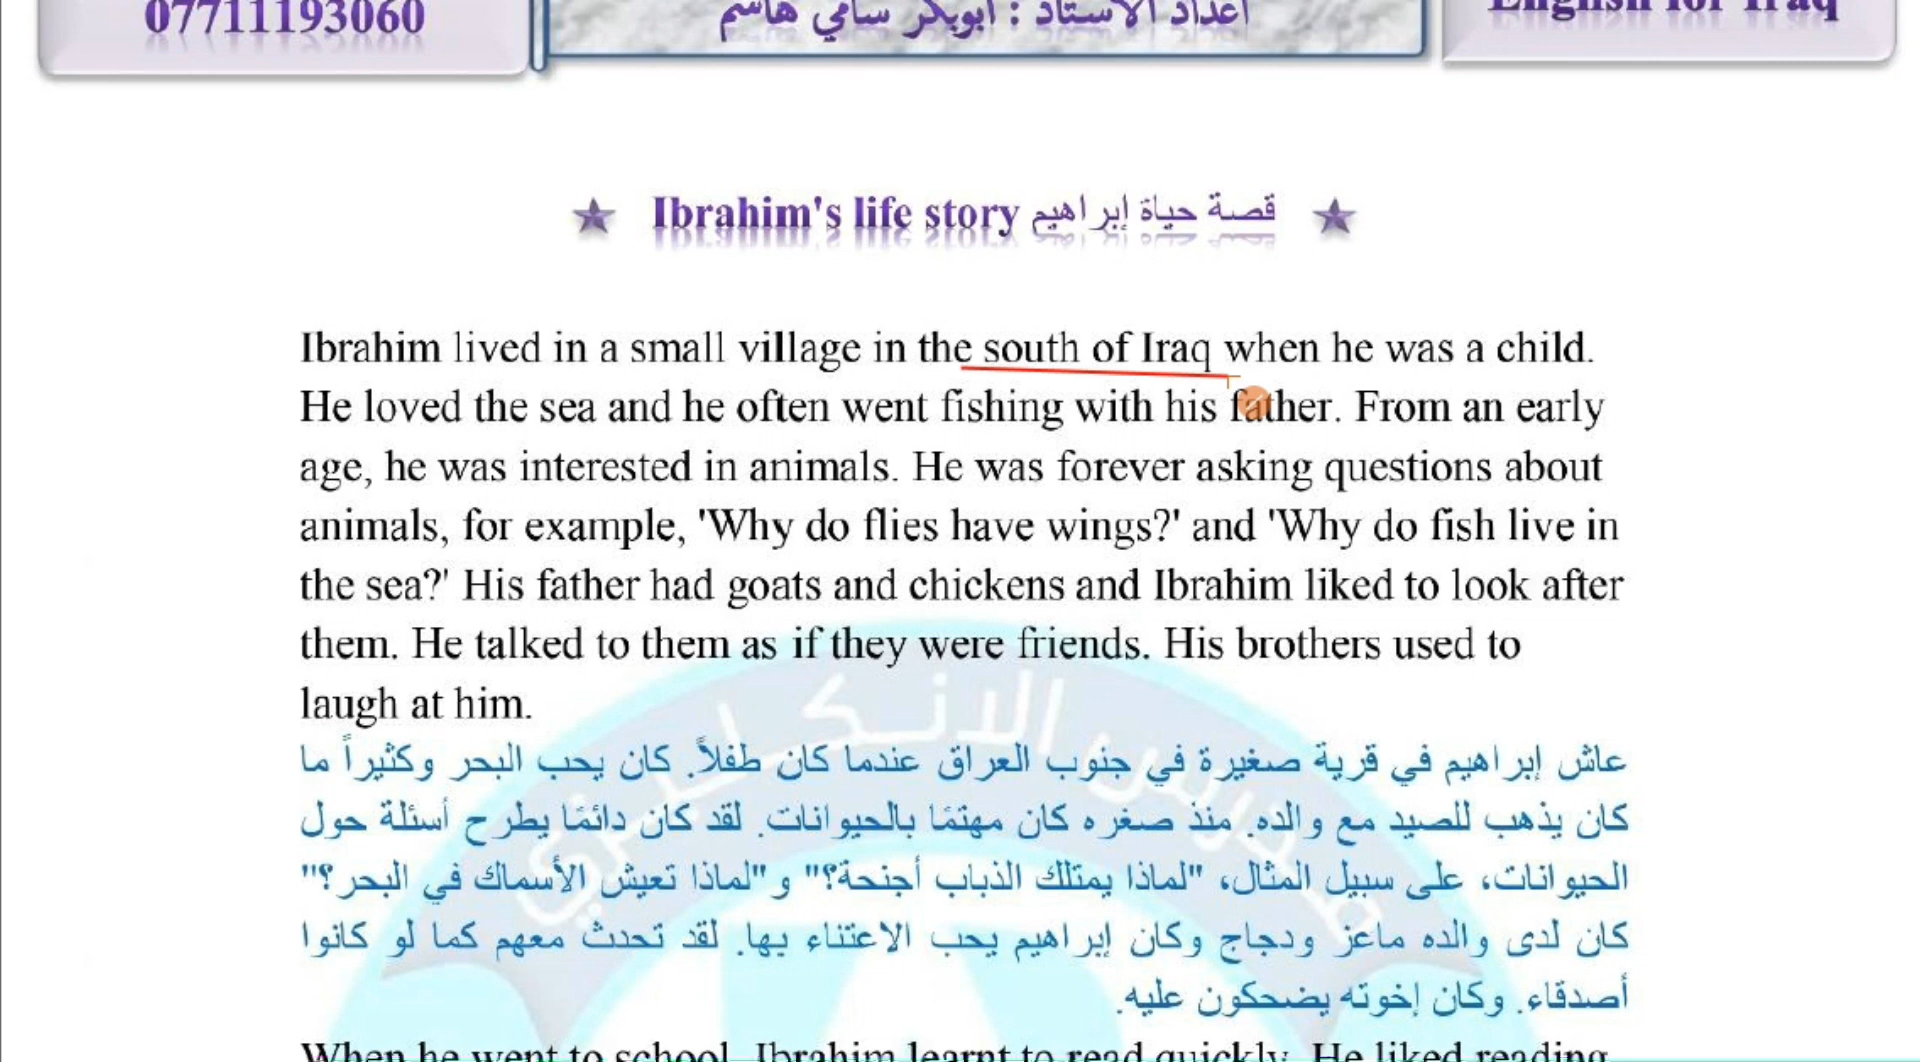 07711193060
اعداد الاستاذ : ابوبكر سامي هاشم
English for Iraq
Ibrahim's life story قصة حياة إبراهيم
Ibrahim lived in a small village in the south of Iraq when he was a child.
He loved the sea and he often went fishing with his father. From an early
age, he was interested in animals. He was forever asking questions about
animals, for example, 'Why do flies have wings?' and 'Why do fish live in
the sea?' His father had goats and chickens and Ibrahim liked to look after
them. He talked to them as if they were friends. His brothers used to
laugh at him.
عاش إبراهيم في قرية صغيرة في جنوب العراق عندما كان طفلاً. كان يحب البحر وكثيراً ما
كان يذهب للصيد مع والده. منذ صغره كان مهتمًا بالحيوانات. لقد كان دائمًا يطرح أسئلة حول
الحيوانات، على سبيل المثال، "لماذا يمتلك الذباب أجنحة؟" و "لماذا تعيش الأسماك في البحر؟"
كان لدى والده ماعز ودجاج وكان إبراهيم يحب الاعتناء بها. لقد تحدث معهم كما لو كانوا
أصدقاء. وكان إخوته يضحكون عليه.
When he went to school, Ibrahim learnt to read quickly. He liked reading
مدرس الانكليزي